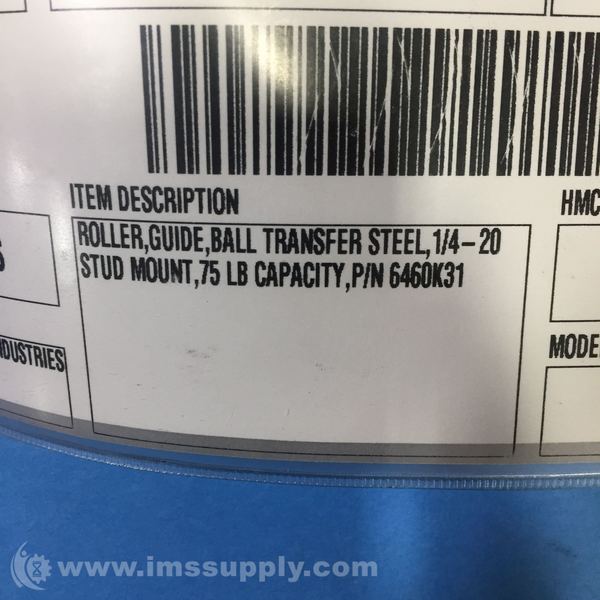 ITEM DESCRIPTION
HMC
ROLLER,GUIDE,BALL TRANSFER STEEL,1/4-20
STUD MOUNT,75 LB CAPACITY,P/N 6460K31
S
NDUSTRIES
MODE
www.imssupply.com